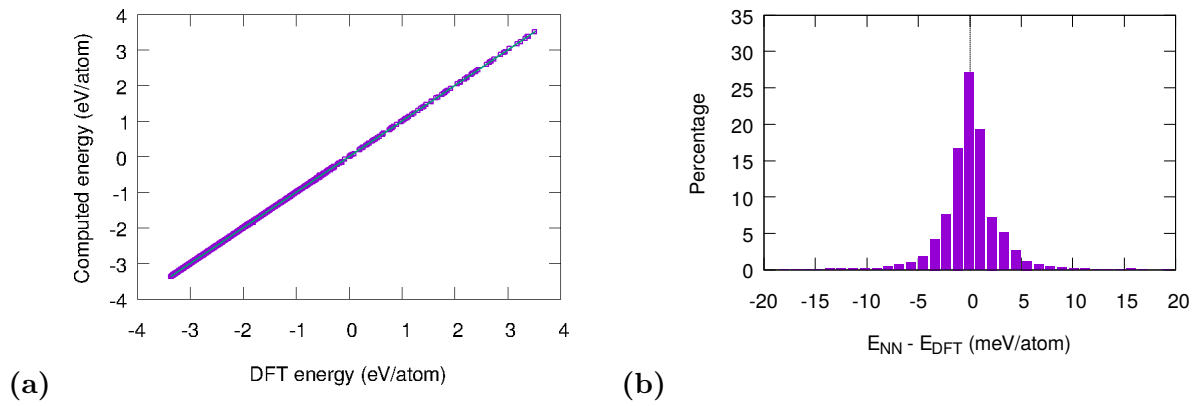 4
3
2
1
0
-1
-2
-3
-4
Computed energy (eV/atom)
-4 -3 -2 -1 0 1 2 3 4
DFT energy (eV/atom)
(a)
35
30
25
20
15
10
5
0
Percentage
-20 -15 -10 -5 0 5 10 15 20
E_NN - E_DFT (meV/atom)
(b)